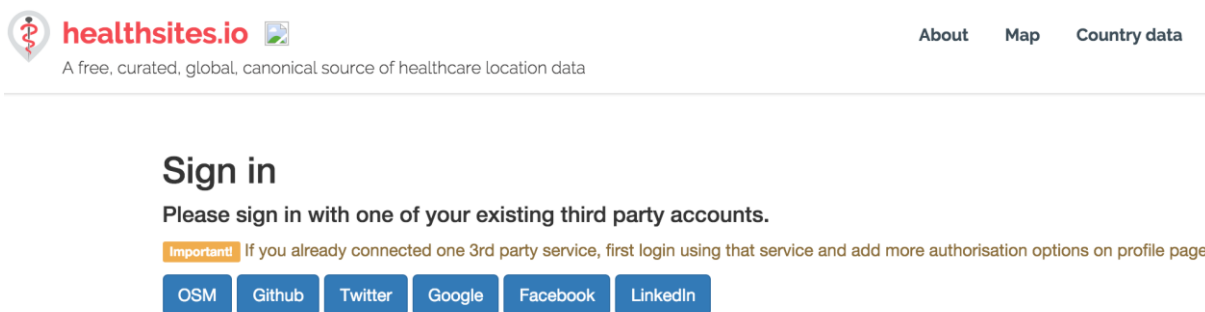 healthsites.io
About Map Country data
A free, curated, global, canonical source of healthcare location data
Sign in
Please sign in with one of your existing third party accounts.
Important! If you already connected one 3rd party service, first login using that service and add more authorisation options on profile page
OSM Github Twitter Google Facebook LinkedIn